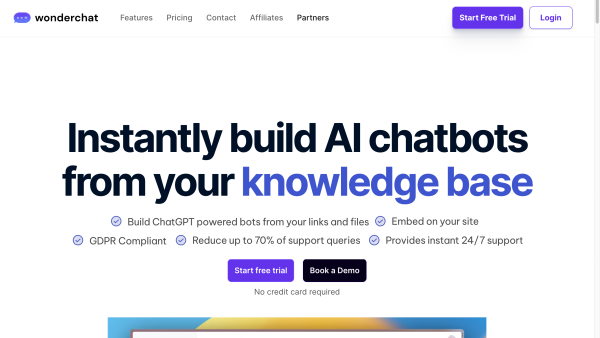 wonderchat Features Pricing Contact Affiliates Partners Start Free Trial Login
Instantly build AI chatbots
from your knowledge base
Build ChatGPT powered bots from your links and files Embed on your site
GDPR Compliant Reduce up to 70% of support queries Provides instant 24/7 support
Start free trial Book a Demo
No credit card required